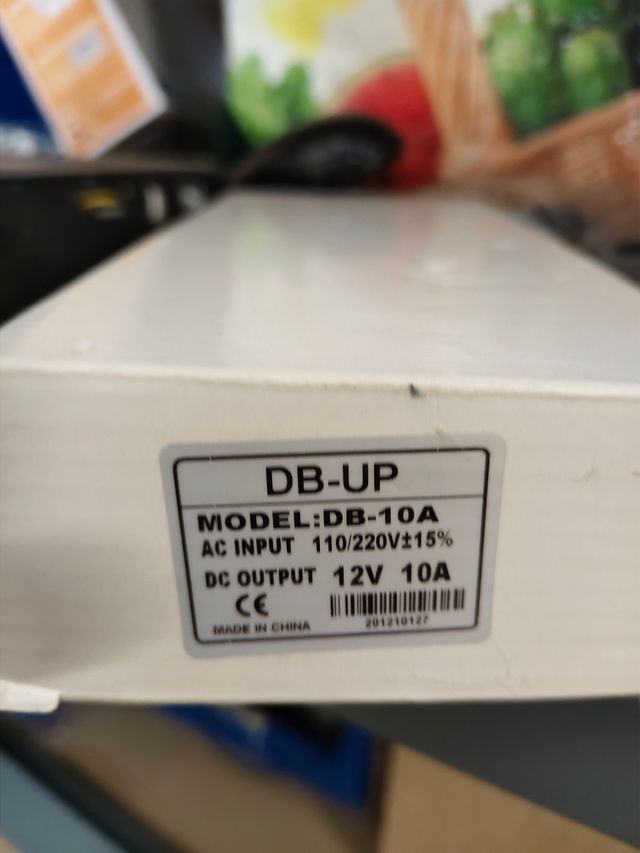 DB-UP
MODEL:DB-10A
AC INPUT 110/220V±15%
DC OUTPUT 12V 10A
CE
MADE IN CHINA
201210127